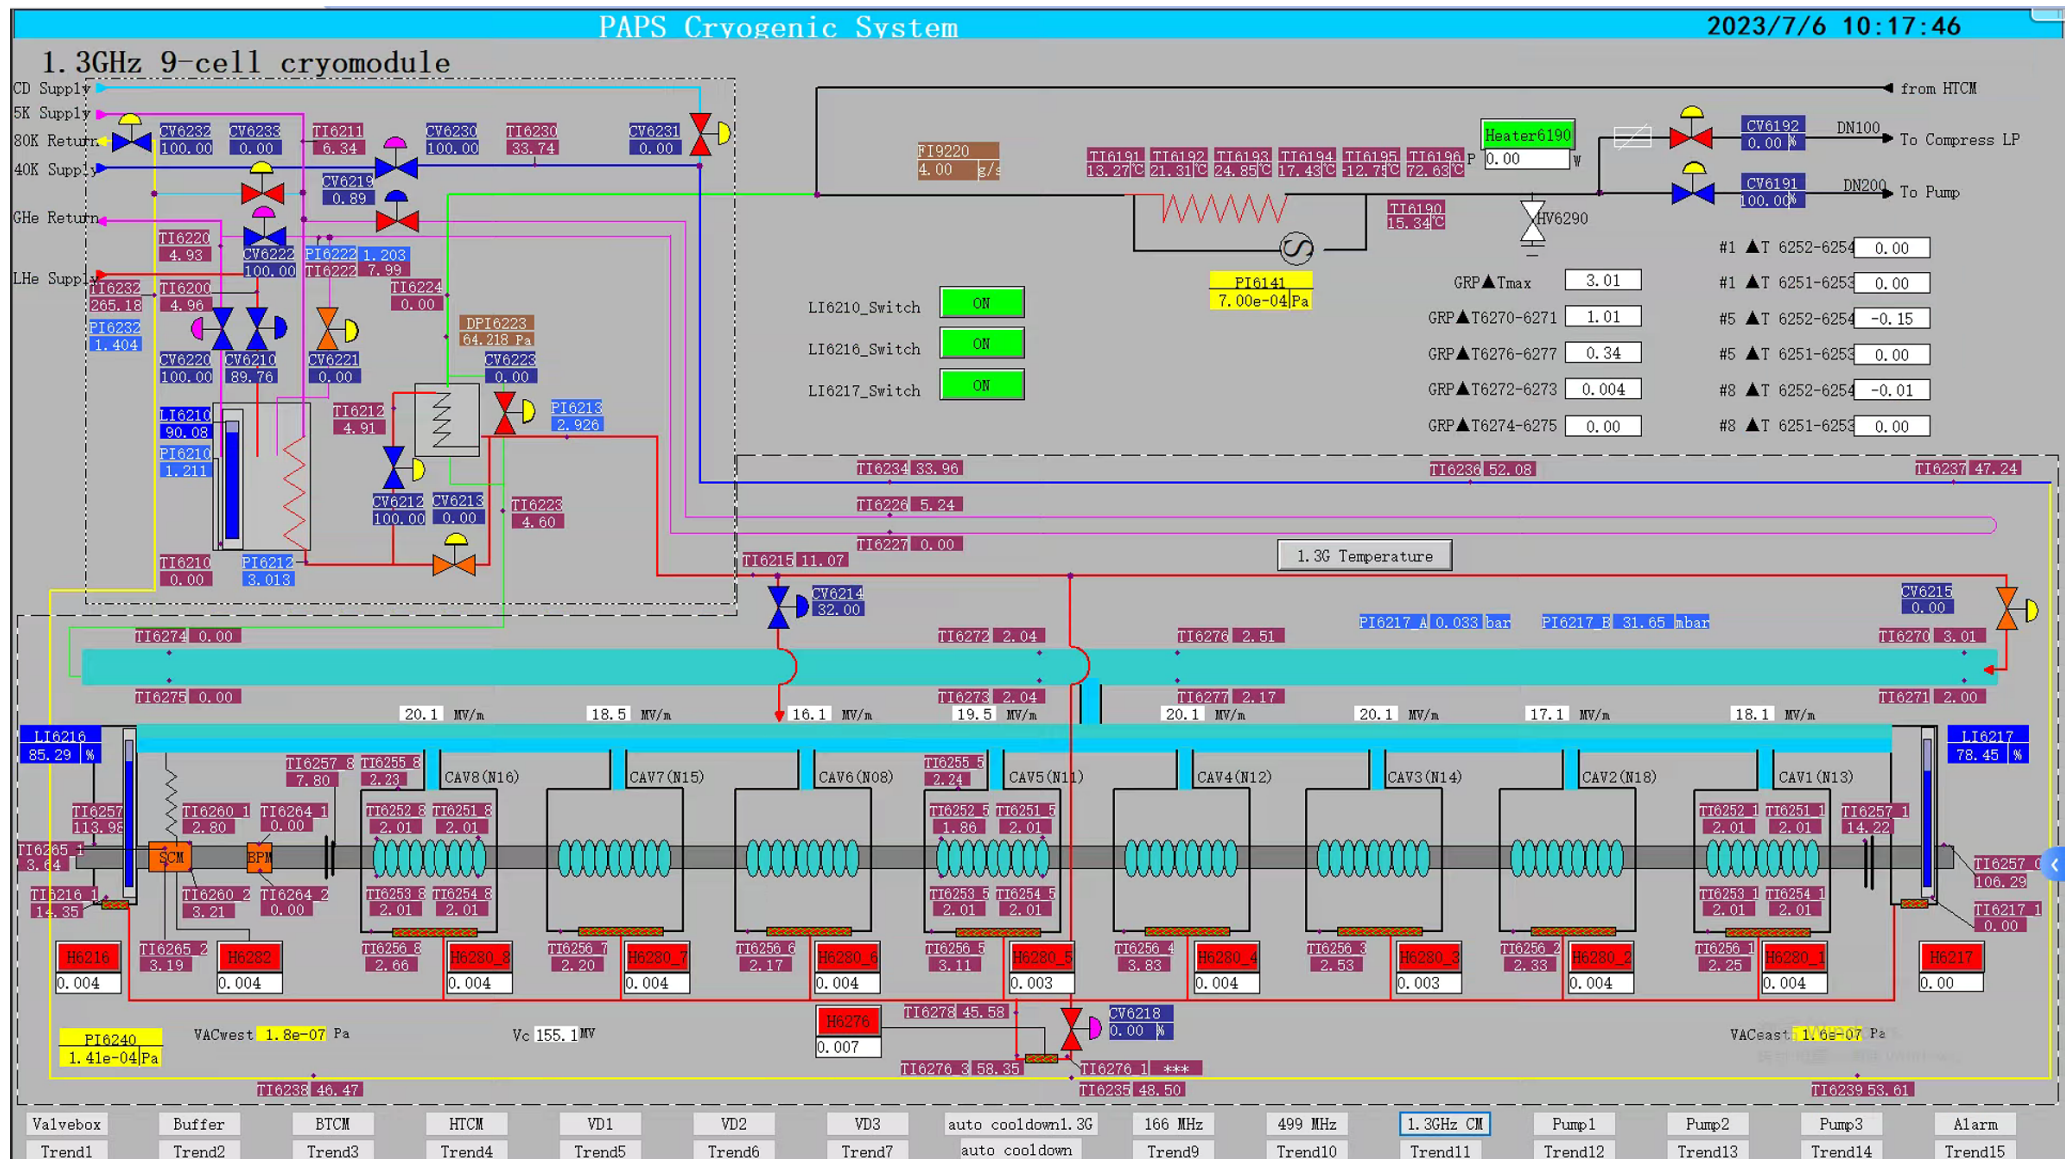 PAPS Cryogenic System
2023/7/6 10:17:46
1.3GHz 9-cell cryomodule
CD Supply
5K Supply
80K Return
40K Supply
GHe Return
LHe Supply
CV6232
100.00
CV6233
0.00
TI6211
6.34
CV6230
100.00
TI6230
33.74
CV6231
0.00
CV6219
0.89
TI6220
4.93
CV6222
100.00
PI6222 1.203
TI6222 7.99
TI6232
265.18
TI6200
4.96
PI6232
1.404
TI6224
0.00
DPI6223
64.218 Pa
CV6220
100.00
CV6210
89.76
CV6221
0.00
CV6223
0.00
LI6210
90.08
PI6210
1.211
TI6212
4.91
PI6213
2.926
CV6212
100.00
CV6213
0.00
TI6223
4.60
TI6210
0.00
PI6212
3.013
from HTCM
FI9220
4.00 g/s
TI6191
13.27℃
TI6192
21.31℃
TI6193
24.85℃
TI6194
17.43℃
TI6195
-12.75℃
TI6196
72.63℃
Heater6190
P 0.00 W
CV6192
0.00 %
DN100
To Compress LP
CV6191
100.00%
DN200
To Pump
TI6190
15.34℃
HV6290
PI6141
7.00e-04 Pa
LI6210_Switch ON
LI6216_Switch ON
LI6217_Switch ON
GRP▲Tmax 3.01
GRP▲T6270-6271 1.01
GRP▲T6276-6277 0.34
GRP▲T6272-6273 0.004
GRP▲T6274-6275 0.00
#1 ▲T 6252-6254 0.00
#1 ▲T 6251-6253 0.00
#5 ▲T 6252-6254 -0.15
#5 ▲T 6251-6253 0.00
#8 ▲T 6252-6254 -0.01
#8 ▲T 6251-6253 0.00
TI6234 33.96
TI6236 52.08
TI6237 47.24
TI6226 5.24
TI6227 0.00
TI6215 11.07
1.3G Temperature
CV6214
32.00
CV6215
0.00
PI6217_A 0.033 bar
PI6217_B 31.65 mbar
TI6274 0.00
TI6272 2.04
TI6276 2.51
TI6270 3.01
TI6275 0.00
TI6273 2.04
TI6277 2.17
TI6271 2.00
20.1 MV/m
18.5 MV/m
16.1 MV/m
19.5 MV/m
20.1 MV/m
20.1 MV/m
17.1 MV/m
18.1 MV/m
LI6216
85.29 %
LI6217
78.45 %
TI6257_8
7.80
TI6255_8
2.23
TI6255_5
2.24
CAV8(N16)
CAV7(N15)
CAV6(N08)
CAV5(N11)
CAV4(N12)
CAV3(N14)
CAV2(N18)
CAV1(N13)
TI6257
113.98
TI6260_1
2.80
TI6264_1
0.00
TI6252_8
2.01
TI6251_8
2.01
TI6252_5
1.86
TI6251_5
2.01
TI6252_1
2.01
TI6251_1
2.01
TI6257_1
14.22
TI6265_1
3.64
SCM
BPM
TI6257_0
106.29
TI6216_1
14.35
TI6260_2
3.21
TI6264_2
0.00
TI6253_8
2.01
TI6254_8
2.01
TI6253_5
2.01
TI6254_5
2.01
TI6253_1
2.01
TI6254_1
2.01
TI6217_1
0.00
H6216
0.004
TI6265_2
3.19
H6282
0.004
TI6256_8
2.66
H6280_8
0.004
TI6256_7
2.20
H6280_7
0.004
TI6256_6
2.17
H6280_6
0.004
TI6256_5
3.11
H6280_5
0.003
TI6256_4
3.83
H6280_4
0.004
TI6256_3
2.53
H6280_3
0.003
TI6256_2
2.33
H6280_2
0.004
TI6256_1
2.25
H6280_1
0.004
H6217
0.00
PI6240
1.41e-04 Pa
VACwest 1.8e-07 Pa
Vc 155.1 MV
H6276
0.007
TI6278 45.58
CV6218
0.00 %
VACeast 1.6e-07 Pa
TI6276_3 58.35
TI6276_1 ***
TI6238 46.47
TI6235 48.50
TI6239 53.61
Valvebox Buffer BTCM HTCM VD1 VD2 VD3 auto cooldown1.3G 166 MHz 499 MHz 1.3GHz CM Pump1 Pump2 Pump3 Alarm
Trend1 Trend2 Trend3 Trend4 Trend5 Trend6 Trend7 auto cooldown Trend9 Trend10 Trend11 Trend12 Trend13 Trend14 Trend15